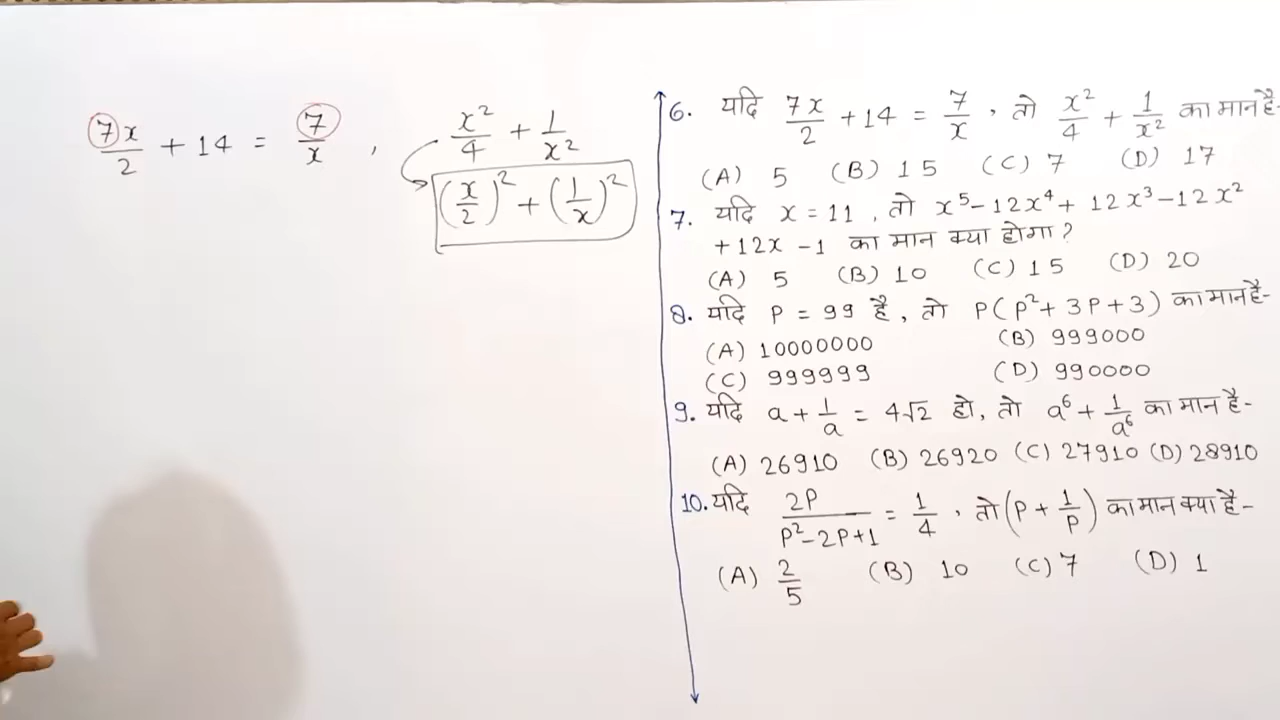 7x/2 + 14 = 7/x , x²/4 + 1/x²
(x/2)² + (1/x)²
6. यदि 7x/2 + 14 = 7/x , तो x²/4 + 1/x² का मान है-
(A) 5 (B) 15 (C) 7 (D) 17
7. यदि x = 11 , तो x⁵ - 12x⁴ + 12x³ - 12x²
+ 12x - 1 का मान क्या होगा ?
(A) 5 (B) 10 (C) 15 (D) 20
8. यदि P = 99 है , तो P(P² + 3P + 3) का मान है-
(A) 10000000 (B) 999000
(C) 999999 (D) 990000
9. यदि a + 1/a = 4√2 हो, तो a⁶ + 1/a⁶ का मान है-
(A) 26910 (B) 26920 (C) 27910 (D) 28910
10. यदि 2P/(P² - 2P + 1) = 1/4 , तो (P + 1/P) का मान क्या है-
(A) 2/5 (B) 10 (C) 7 (D) 1